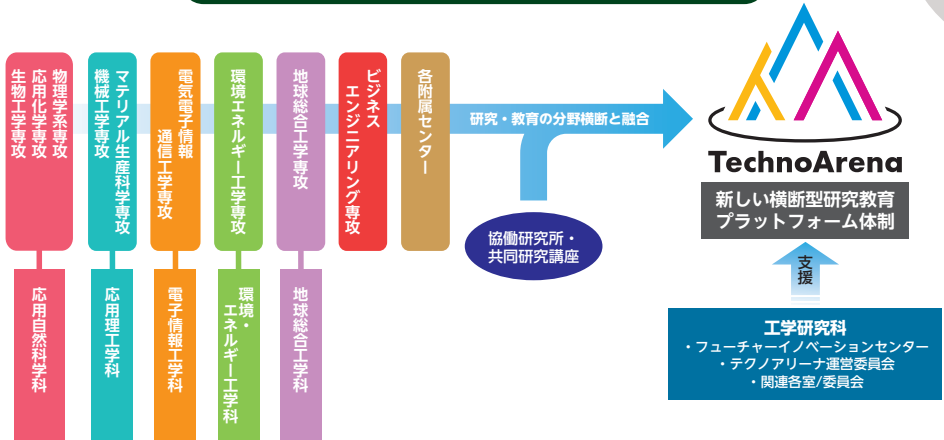 物理学系専攻
応用化学専攻
生物工学専攻
マテリアル生産科学専攻
機械工学専攻
電気電子情報
通信工学専攻
環境エネルギー工学専攻
地球総合工学専攻
ビジネス
エンジニアリング専攻
各附属センター
研究・教育の分野横断と融合
TechnoArena
新しい横断型研究教育
プラットフォーム体制
協働研究所・
共同研究講座
支援
応用自然科学科
応用理工学科
電子情報工学科
環境・
エネルギー工学科
地球総合工学科
工学研究科
・フューチャーイノベーションセンター
・テクノアリーナ運営委員会
・関連各室/委員会